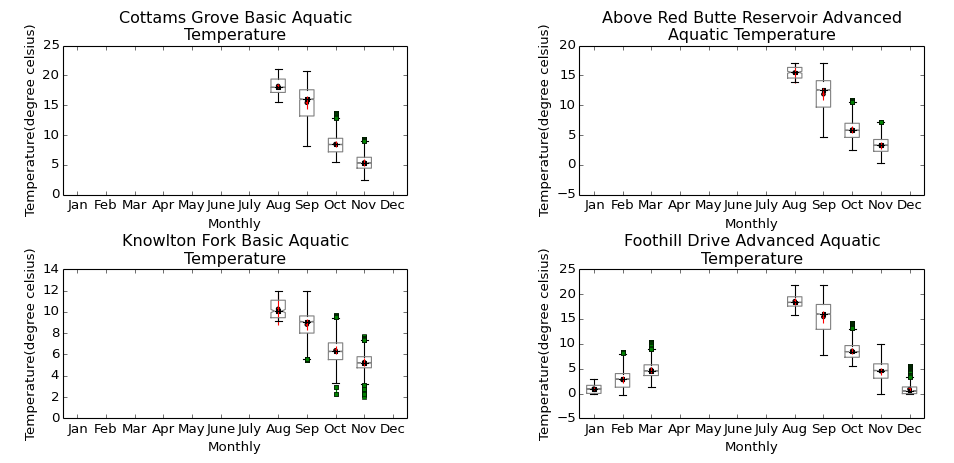 Cottams Grove Basic Aquatic
Temperature
Temperature(degree celsius)
25
20
15
10
5
0
Jan Feb Mar Apr May June July Aug Sep Oct Nov Dec
Monthly
Above Red Butte Reservoir Advanced
Aquatic Temperature
Temperature(degree celsius)
20
15
10
5
0
−5
Jan Feb Mar Apr May June July Aug Sep Oct Nov Dec
Monthly
Knowlton Fork Basic Aquatic
Temperature
Temperature(degree celsius)
14
12
10
8
6
4
2
0
Jan Feb Mar Apr May June July Aug Sep Oct Nov Dec
Monthly
Foothill Drive Advanced Aquatic
Temperature
Temperature(degree celsius)
25
20
15
10
5
0
−5
Jan Feb Mar Apr May June July Aug Sep Oct Nov Dec
Monthly